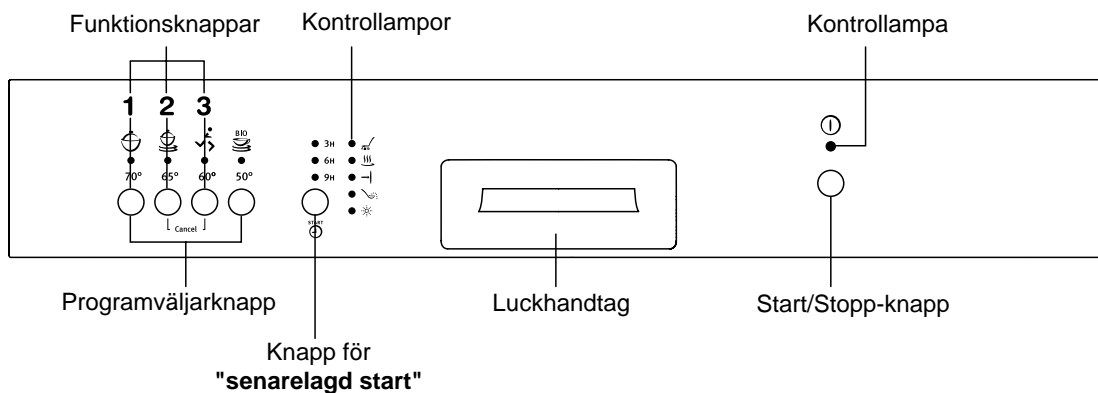 Funktionsknappar
Kontrollampor
Kontrollampa
1 2 3
BIO
3H
6H
9H
70° 65° 60° 50°
Cancel
START
Programväljarknapp
Luckhandtag
Start/Stopp-knapp
Knapp för
"senarelagd start"